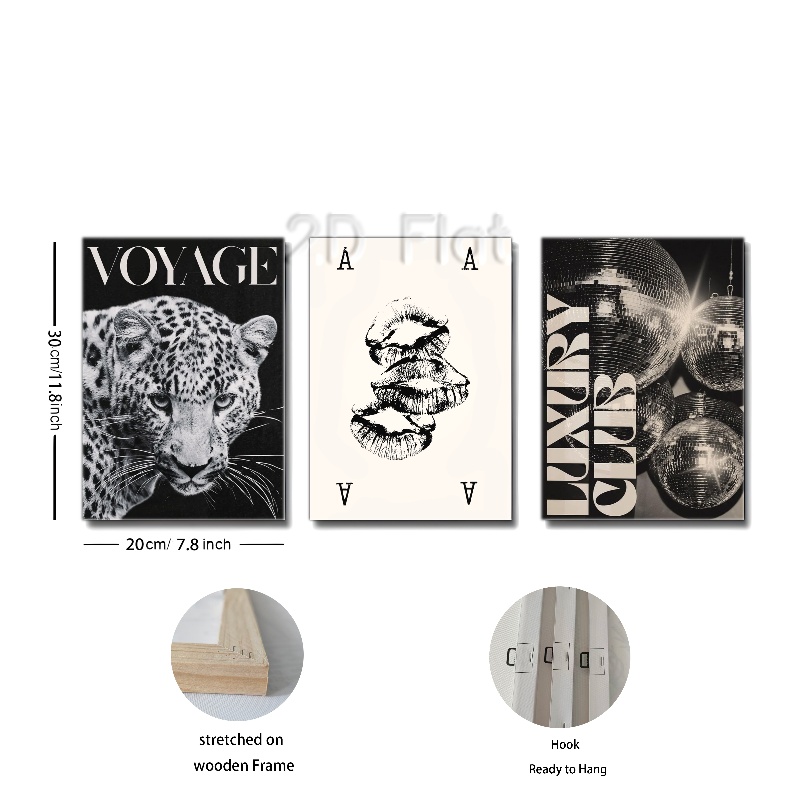 2D Flat
VOYAGE
A A
A A
LUXURY
CLUB
30cm/11.8inch
20cm/ 7.8 inch
stretched on
wooden Frame
Hook
Ready to Hang